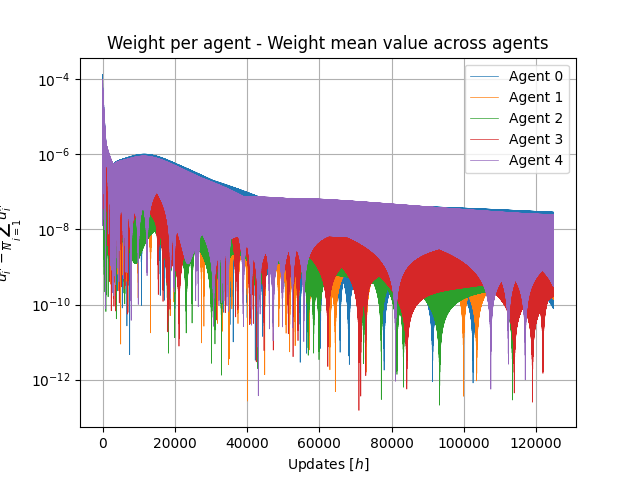 Weight per agent - Weight mean value across agents
10⁻⁴
10⁻⁶
10⁻⁸
10⁻¹⁰
10⁻¹²
0
20000
40000
60000
80000
100000
120000
Updates [h]
Agent 0
Agent 1
Agent 2
Agent 3
Agent 4